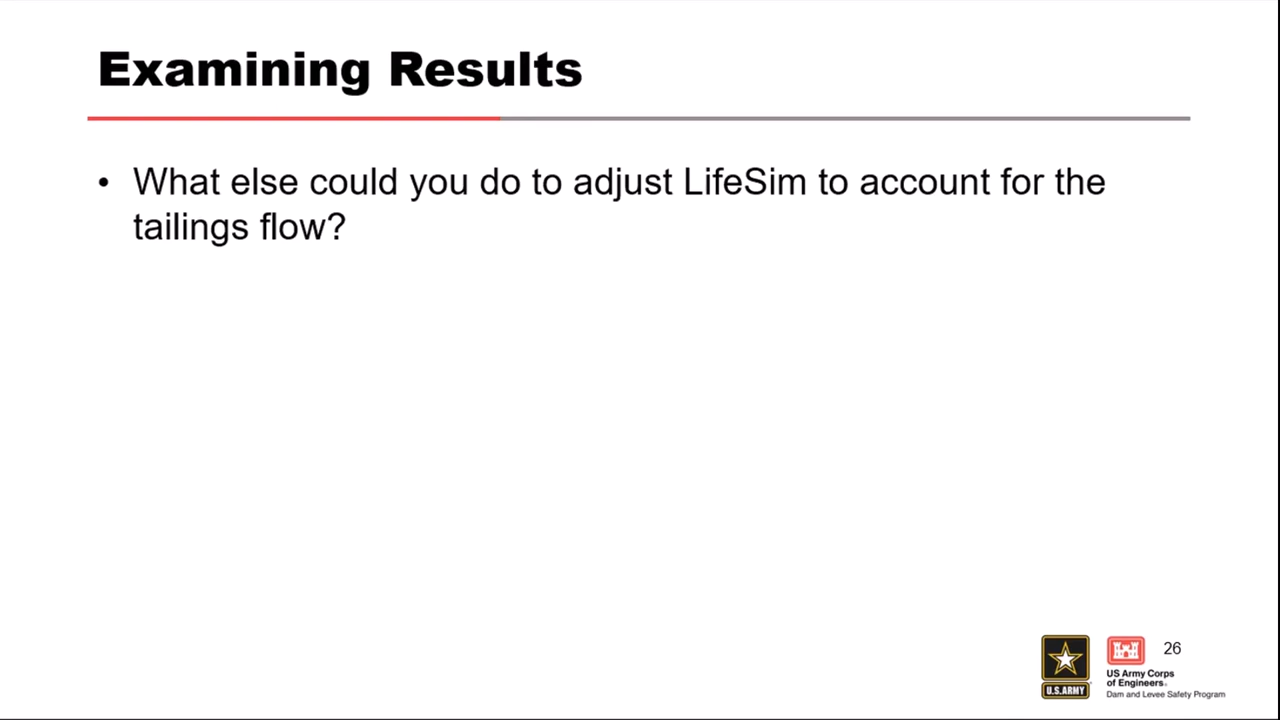 Examining Results
• What else could you do to adjust LifeSim to account for the
tailings flow?
26
U.S.ARMY
US Army Corps
of Engineers®
Dam and Levee Safety Program